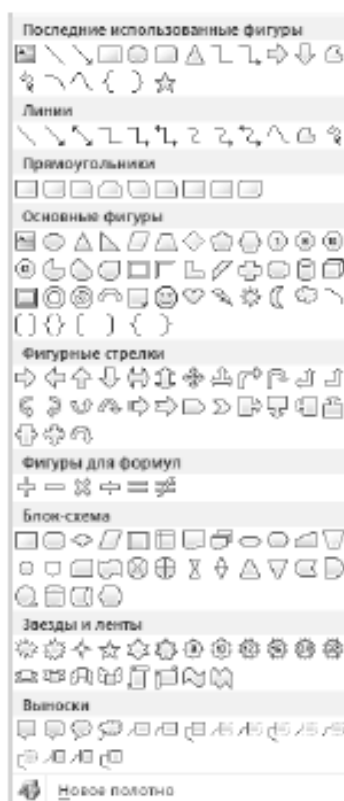 Последние использованные фигуры
Линии
Прямоугольники
Основные фигуры
Фигурные стрелки
Фигуры для формул
Блок-схема
Звезды и ленты
Выноски
Новое полотно